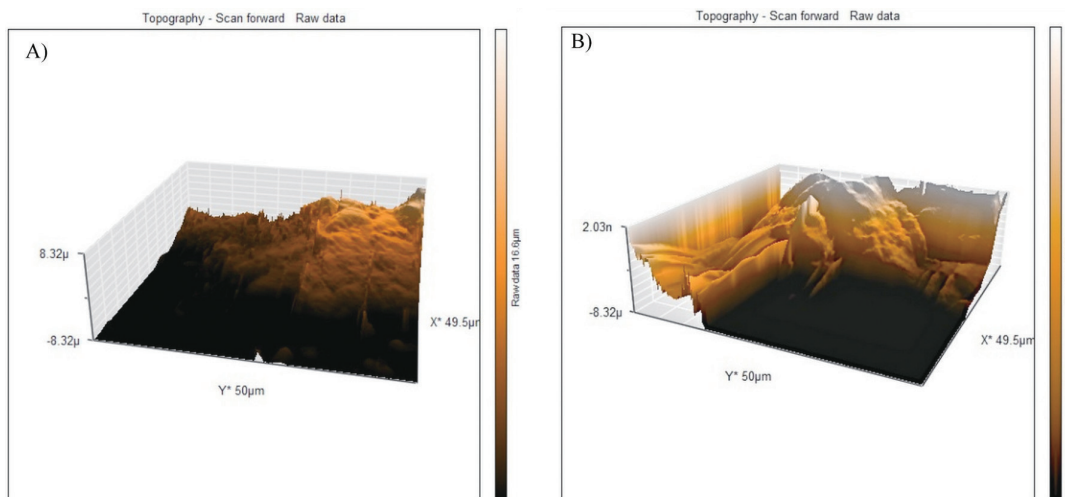 Topography - Scan forward Raw data
A)
8.32µ
-8.32µ
X* 49.5µm
Y* 50µm
Raw data 16.6µm
Topography - Scan forward Raw data
B)
2.03n
-8.32µ
X* 49.5µm
Y* 50µm